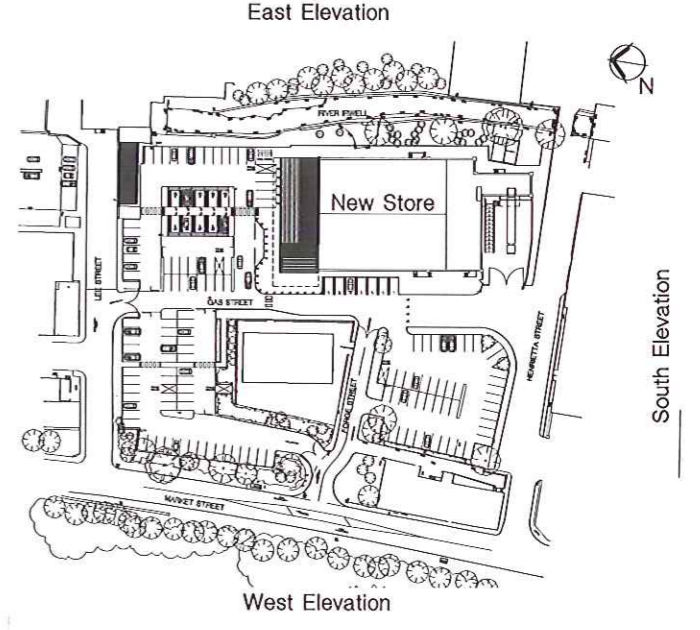 East Elevation
N
RIVER IRWELL
New Store
LEE STREET
GAS STREET
HENRIETTA STREET
South Elevation
FORGE STREET
MARKET STREET
West Elevation